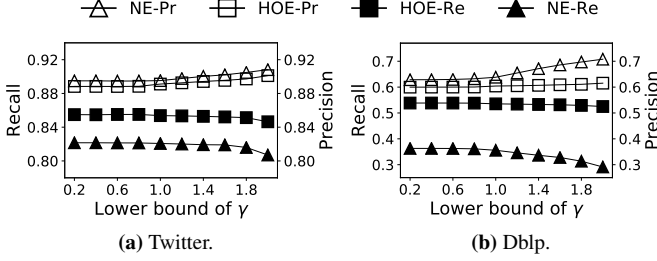 NE-Pr HOE-Pr HOE-Re NE-Re
0.92 0.92
0.88 0.88
0.84 0.84
0.80 0.80
Recall
Precision
0.2 0.6 1.0 1.4 1.8
Lower bound of γ
(a) Twitter.
0.7 0.7
0.6 0.6
0.5 0.5
0.4 0.4
0.3 0.3
Recall
Precision
0.2 0.6 1.0 1.4 1.8
Lower bound of γ
(b) Dblp.